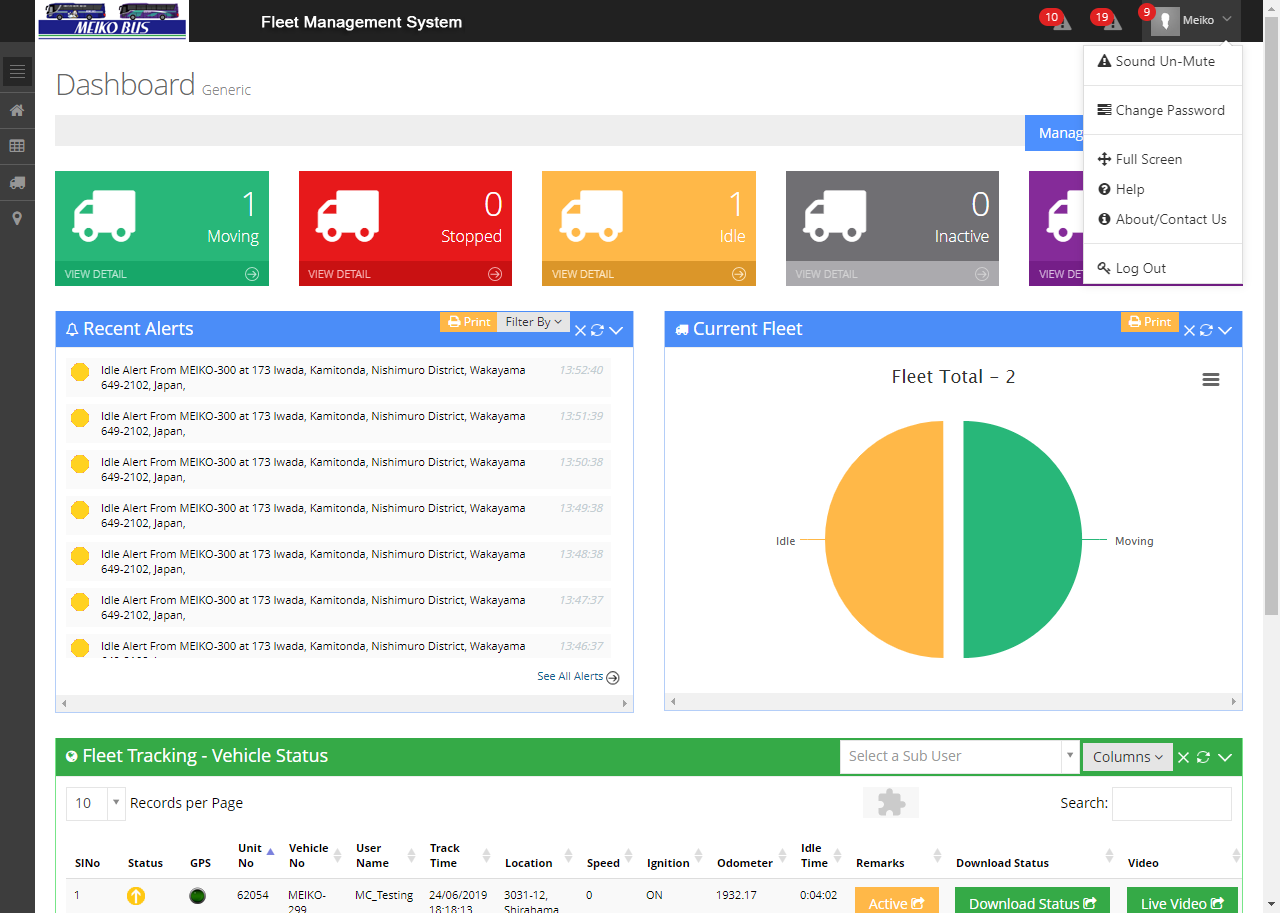 MEIKO BUS
Fleet Management System
10
19
9
Meiko
Sound Un-Mute
Change Password
Full Screen
Help
About/Contact Us
Log Out
Dashboard Generic
Manag
1
Moving
VIEW DETAIL
0
Stopped
VIEW DETAIL
1
Idle
VIEW DETAIL
0
Inactive
VIEW DETAIL
VIEW DE
Recent Alerts
Print
Filter By
Idle Alert From MEIKO-300 at 173 Iwada, Kamitonda, Nishimuro District, Wakayama 13:52:40
649-2102, Japan,
Idle Alert From MEIKO-300 at 173 Iwada, Kamitonda, Nishimuro District, Wakayama 13:51:39
649-2102, Japan,
Idle Alert From MEIKO-300 at 173 Iwada, Kamitonda, Nishimuro District, Wakayama 13:50:38
649-2102, Japan,
Idle Alert From MEIKO-300 at 173 Iwada, Kamitonda, Nishimuro District, Wakayama 13:49:38
649-2102, Japan,
Idle Alert From MEIKO-300 at 173 Iwada, Kamitonda, Nishimuro District, Wakayama 13:48:38
649-2102, Japan,
Idle Alert From MEIKO-300 at 173 Iwada, Kamitonda, Nishimuro District, Wakayama 13:47:37
649-2102, Japan,
Idle Alert From MEIKO-300 at 173 Iwada, Kamitonda, Nishimuro District, Wakayama 13:46:37
See All Alerts
Current Fleet
Print
Fleet Total - 2
Idle
Moving
Fleet Tracking - Vehicle Status
Select a Sub User
Columns
10 Records per Page
Search:
SlNo Status GPS Unit No Vehicle No User Name Track Time Location Speed Ignition Odometer Idle Time Remarks Download Status Video
1 62054 MEIKO- MC_Testing 24/06/2019 3031-12, 0 ON 1932.17 0:04:02 Active Download Status Live Video
299 18:18:13 Shirahama